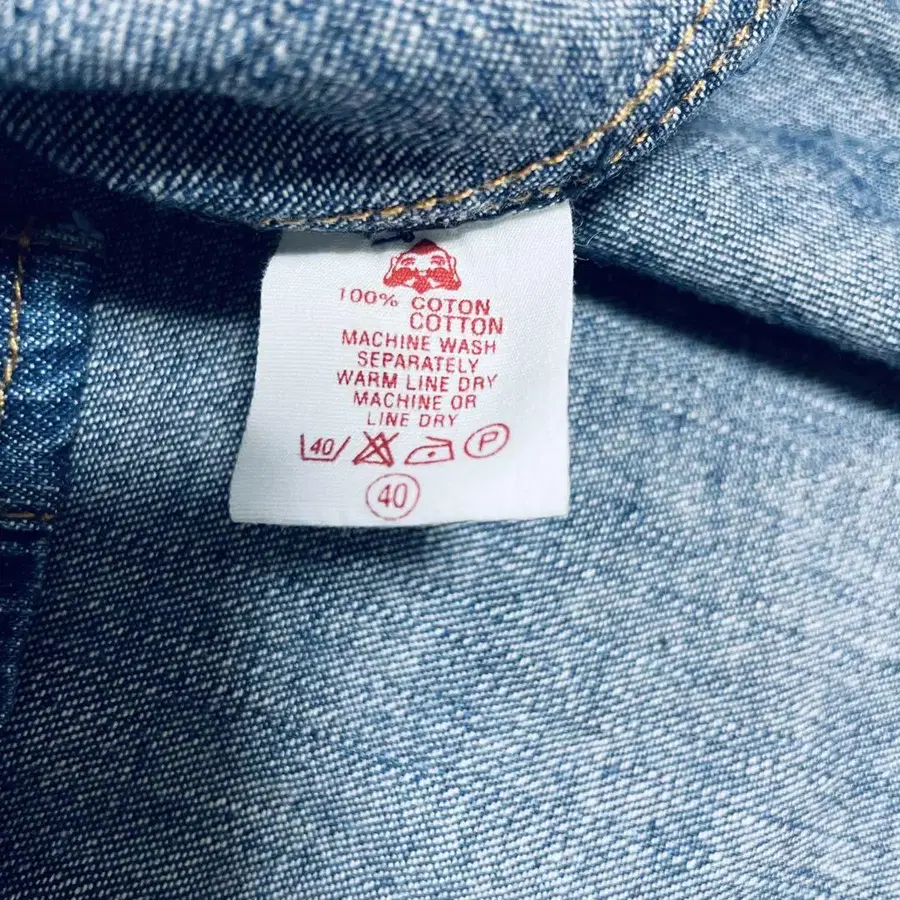 100% COTON
COTTON
MACHINE WASH
SEPARATELY
WARM LINE DRY
MACHINE OR
LINE DRY
40 P
40